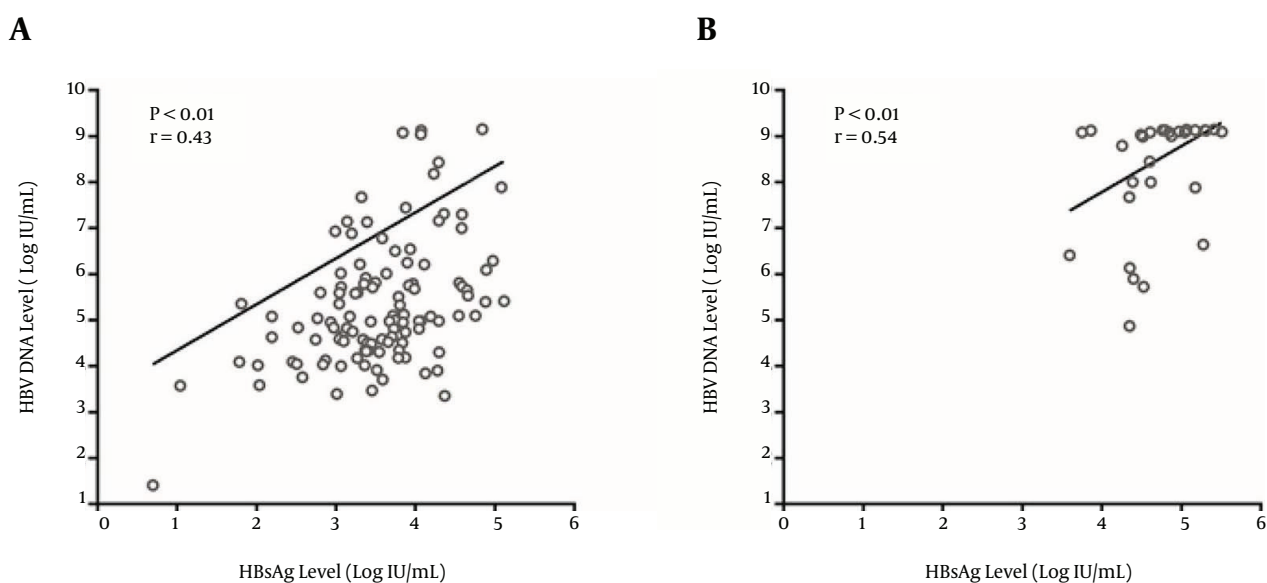 A
P < 0.01
r = 0.43
HBV DNA Level ( Log IU/mL)
10
9
8
7
6
5
4
3
2
1
0 1 2 3 4 5 6
HBsAg Level (Log IU/mL)
B
P < 0.01
r = 0.54
HBV DNA Level ( Log IU/mL)
10
9
8
7
6
5
4
3
2
1
0 1 2 3 4 5 6
HBsAg Level (Log IU/mL)